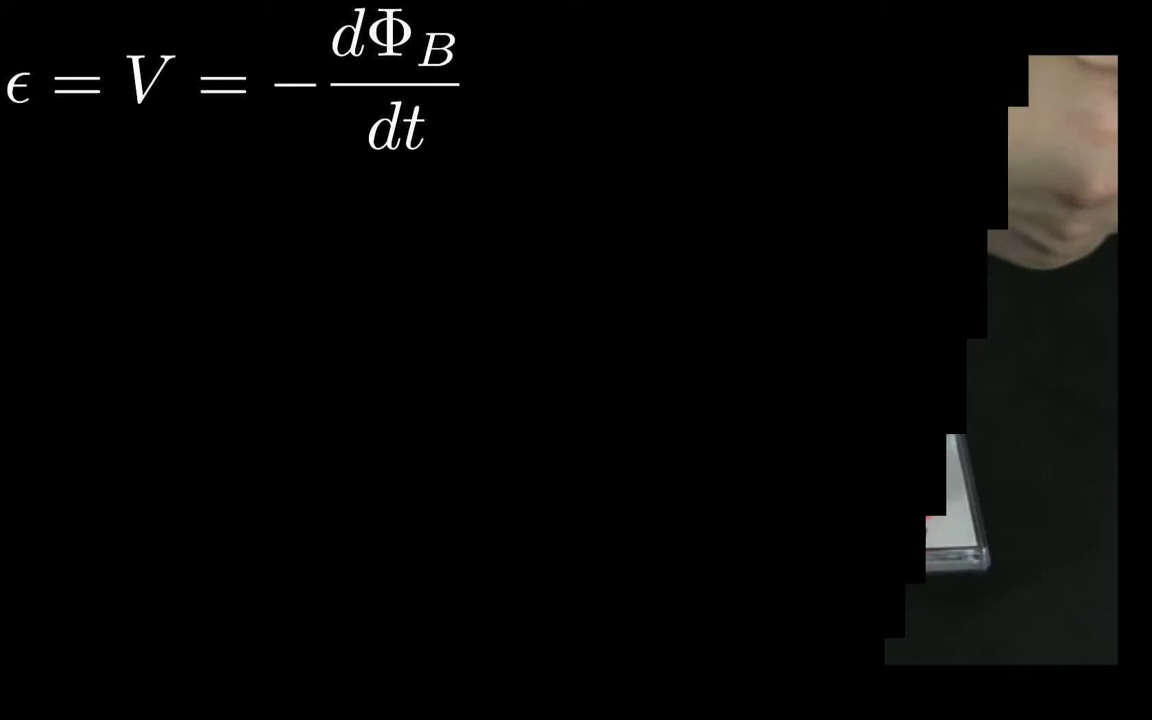 ϵ = V = −dΦ_B/dt